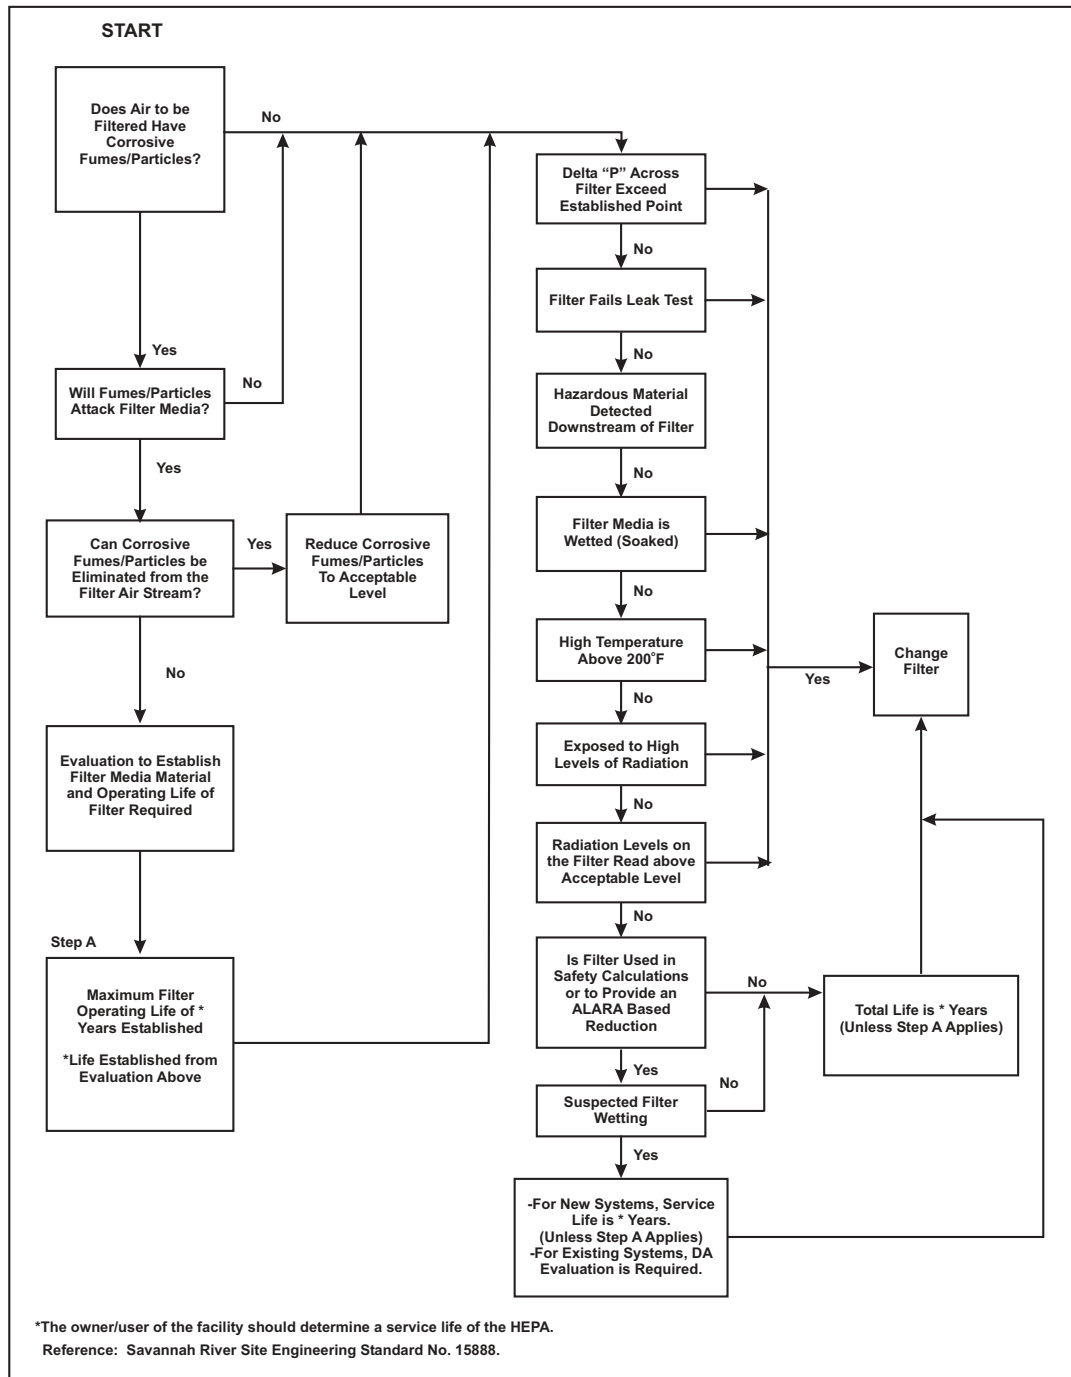 START
Does Air to be
Filtered Have
Corrosive
Fumes/Particles?
No
Yes
Will Fumes/Particles
Attack Filter Media?
No
Yes
Can Corrosive
Fumes/Particles be
Eliminated from the
Filter Air Stream?
Yes
Reduce Corrosive
Fumes/Particles
To Acceptable
Level
No
Evaluation to Establish
Filter Media Material
and Operating Life of
Filter Required
Step A
Maximum Filter
Operating Life of *
Years Established
*Life Established from
Evaluation Above
Delta “P” Across
Filter Exceed
Established Point
No
Filter Fails Leak Test
No
Hazardous Material
Detected
Downstream of Filter
No
Filter Media is
Wetted (Soaked)
No
High Temperature
Above 200°F
No
Exposed to High
Levels of Radiation
No
Radiation Levels on
the Filter Read above
Acceptable Level
No
Yes
Change
Filter
Is Filter Used in
Safety Calculations
or to Provide an
ALARA Based
Reduction
No
Total Life is * Years
(Unless Step A Applies)
Yes
No
Suspected Filter
Wetting
Yes
-For New Systems, Service
Life is * Years.
(Unless Step A Applies)
-For Existing Systems, DA
Evaluation is Required.
*The owner/user of the facility should determine a service life of the HEPA.
Reference: Savannah River Site Engineering Standard No. 15888.